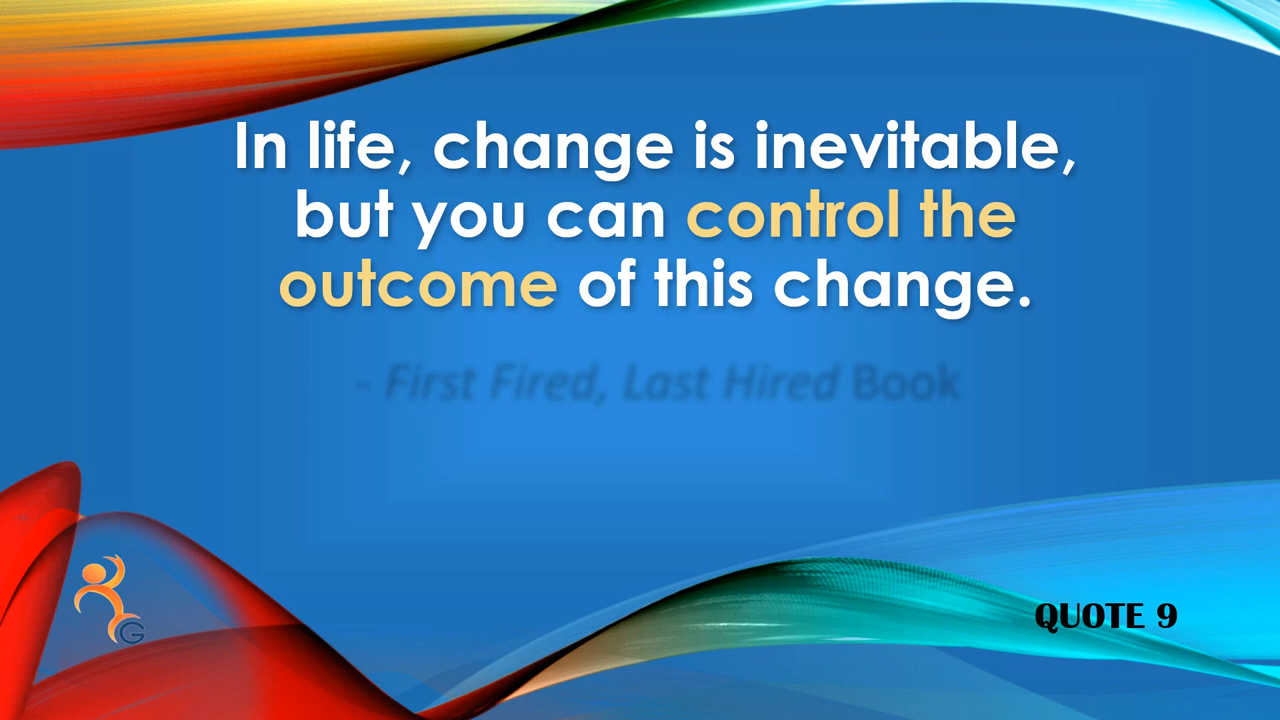 In life, change is inevitable,
but you can control the
outcome of this change.
- First Fired, Last Hired Book
G
QUOTE 9